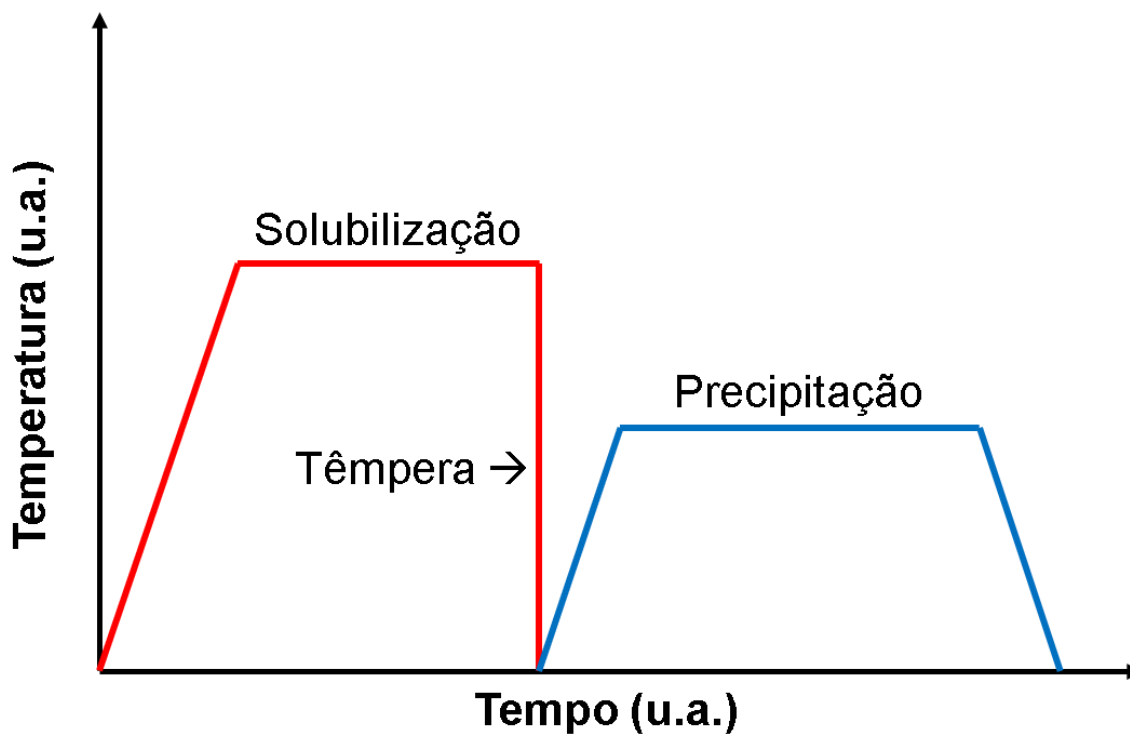 Temperatura (u.a.)
Solubilização
Precipitação
Têmpera →
Tempo (u.a.)